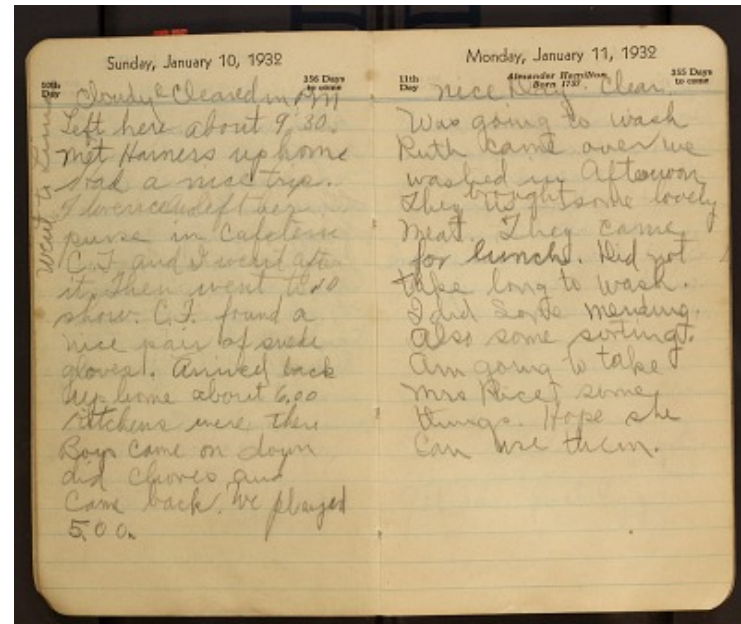 Sunday, January 10, 1932
10th Day
356 Days to come
Cloudy Cleared in PM
Left here about 9:30.
Met Harners up home
had a nice trip.
left her
purse in Cafeteria
C.F. and I went after
it. Then went to
show. C.F. found a
nice pair of suede
gloves. Arrived back
up home about 6.00
Kitchens were there
Boys came on down
did chores and
came back. We played
500.
Went to Lima
Monday, January 11, 1932
11th Day
Alexander Hamilton Born 1757
355 Days to come
Nice Day. Clear.
Was going to wash
Ruth came over we
washed in Afternoon
They brought us some lovely
meat. They came
for lunch. Did not
take long to wash.
I did some mending.
Also some sorting.
Am going to take
Mrs Rice some
things. Hope she
can use them.